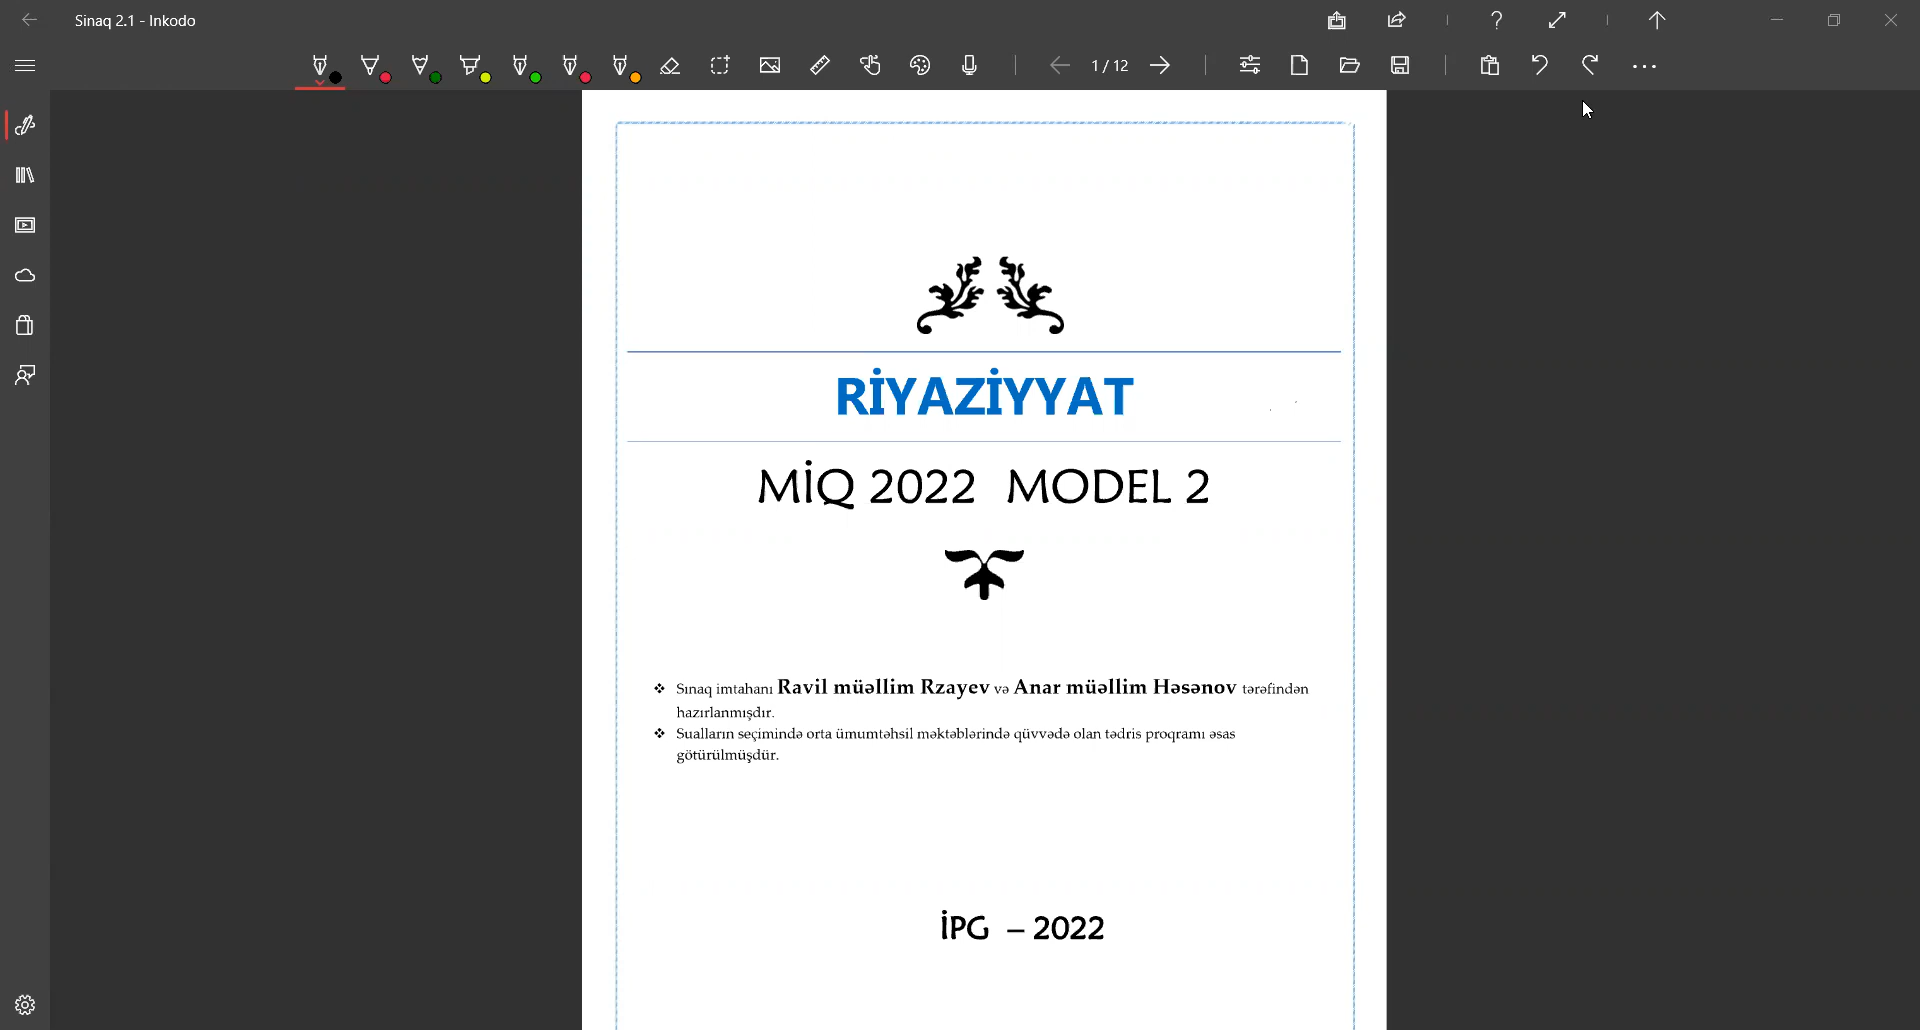 Sinaq 2.1 - Inkodo
1 / 12
RİYAZİYYAT
MİQ 2022 MODEL 2
❖ Sınaq imtahanı Ravil müəllim Rzayev və Anar müəllim Həsənov tərəfindən
hazırlanmışdır.
❖ Sualların seçimində orta ümumtəhsil məktəblərində qüvvədə olan tədris proqramı əsas
götürülmüşdür.
İPG – 2022